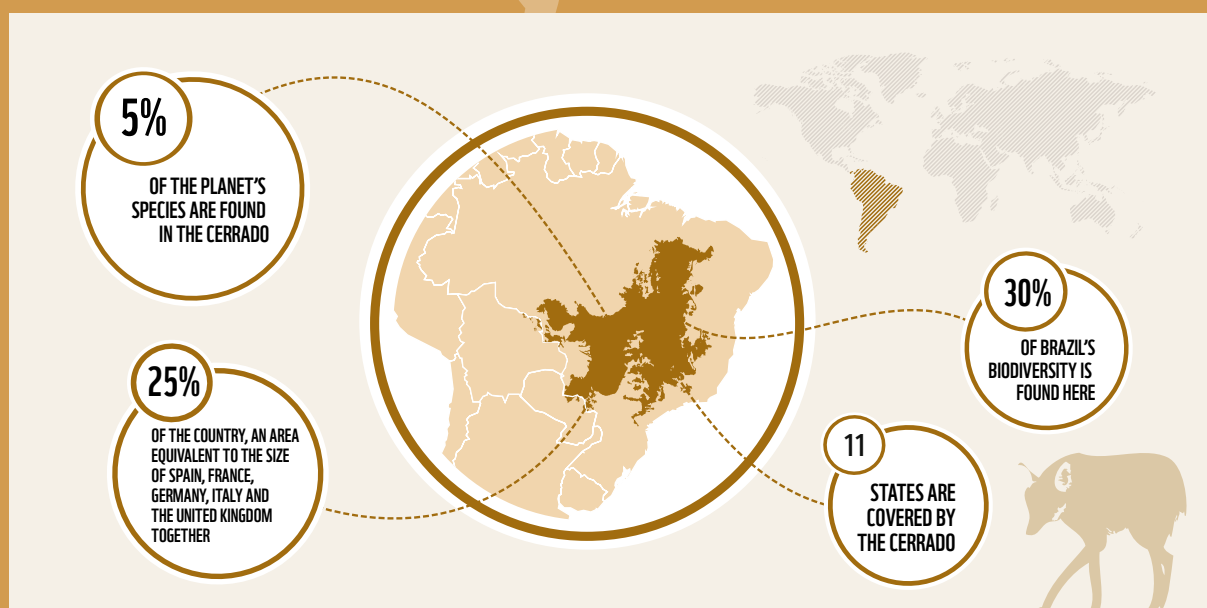 5%
OF THE PLANET'S
SPECIES ARE FOUND
IN THE CERRADO
25%
OF THE COUNTRY, AN AREA
EQUIVALENT TO THE SIZE
OF SPAIN, FRANCE,
GERMANY, ITALY AND
THE UNITED KINGDOM
TOGETHER
30%
OF BRAZIL'S
BIODIVERSITY IS
FOUND HERE
11
STATES ARE
COVERED BY
THE CERRADO